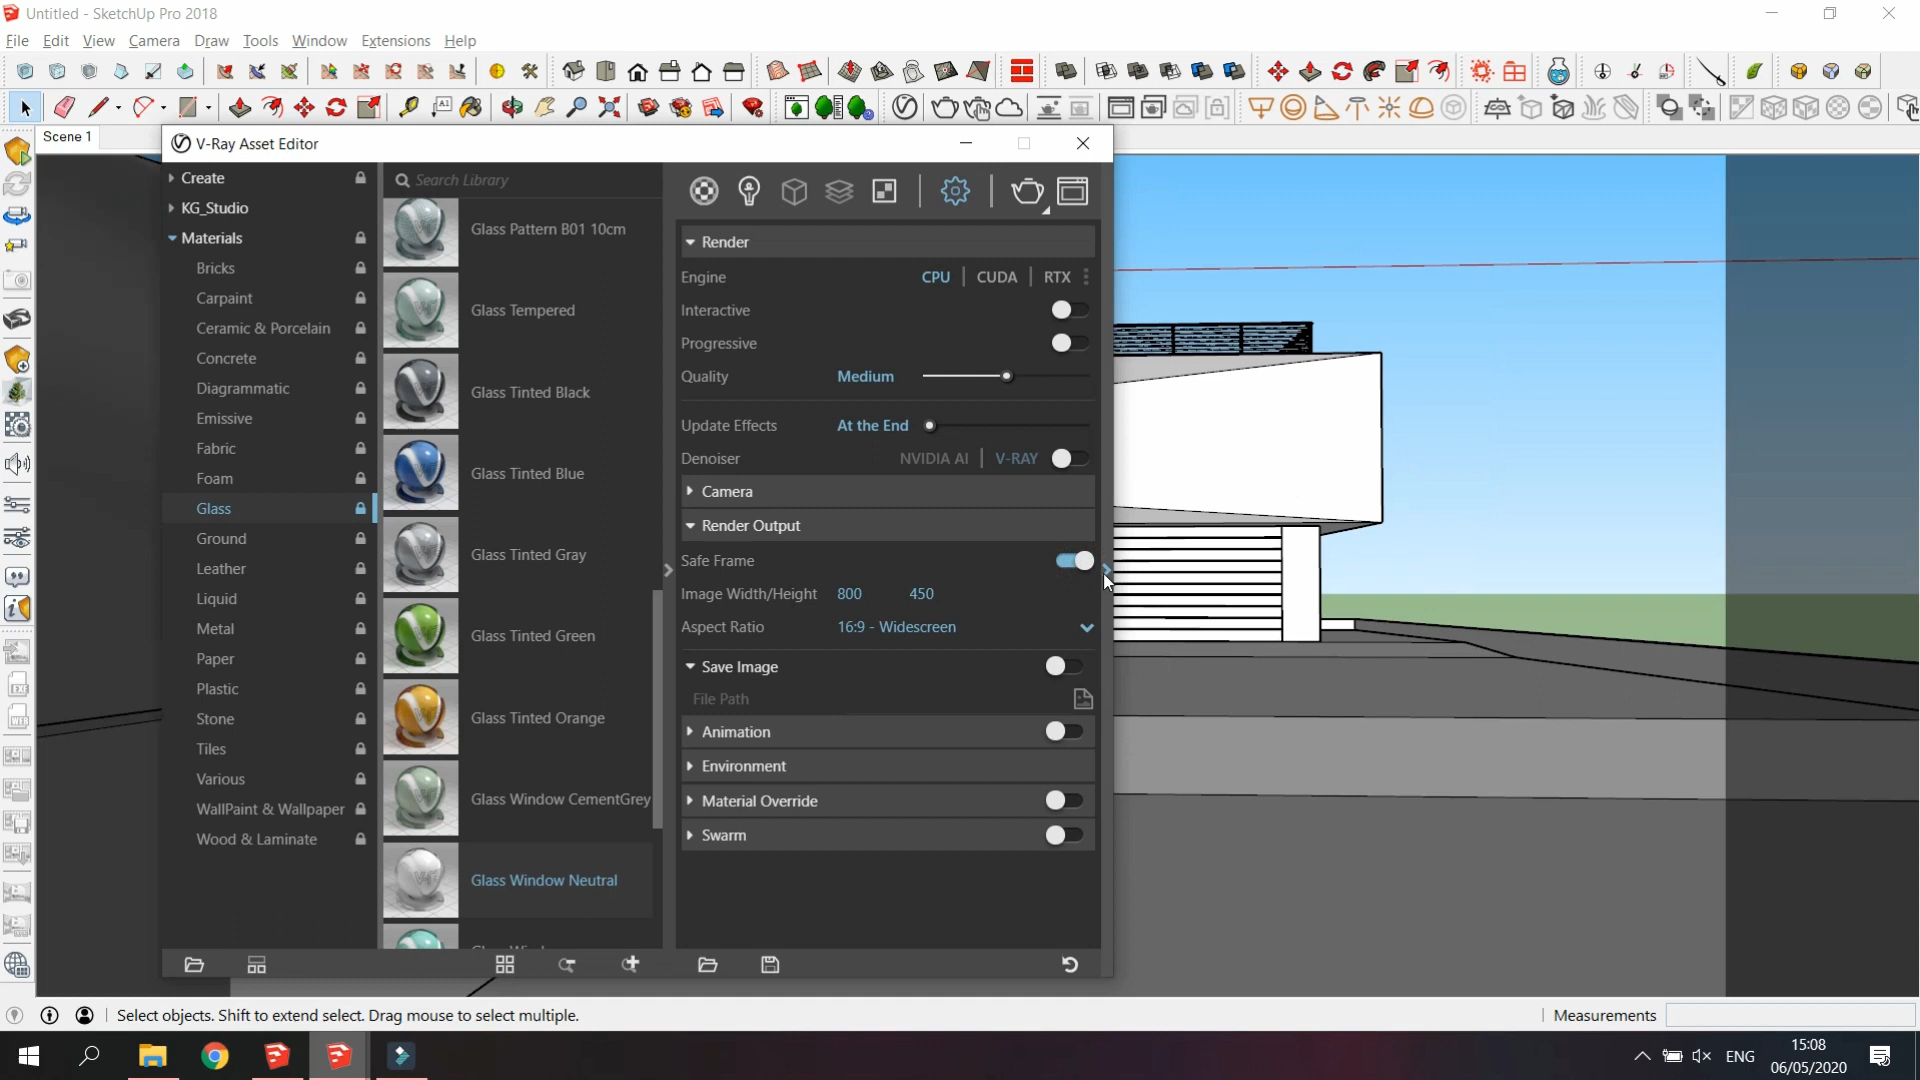 Untitled - SketchUp Pro 2018
File Edit View Camera Draw Tools Window Extensions Help
Scene 1
V-Ray Asset Editor
Create
KG_Studio
Materials
Bricks
Carpaint
Ceramic & Porcelain
Concrete
Diagrammatic
Emissive
Fabric
Foam
Glass
Ground
Leather
Liquid
Metal
Paper
Plastic
Stone
Tiles
Various
WallPaint & Wallpaper
Wood & Laminate
Search Library
Glass Pattern B01 10cm
Glass Tempered
Glass Tinted Black
Glass Tinted Blue
Glass Tinted Gray
Glass Tinted Green
Glass Tinted Orange
Glass Window CementGrey
Glass Window Neutral
Render
Engine CPU CUDA RTX
Interactive
Progressive
Quality Medium
Update Effects At the End
Denoiser NVIDIA AI V-RAY
Camera
Render Output
Safe Frame
Image Width/Height 800 450
Aspect Ratio 16:9 - Widescreen
Save Image
File Path
Animation
Environment
Material Override
Swarm
Select objects. Shift to extend select. Drag mouse to select multiple.
Measurements
ENG
15:08
06/05/2020